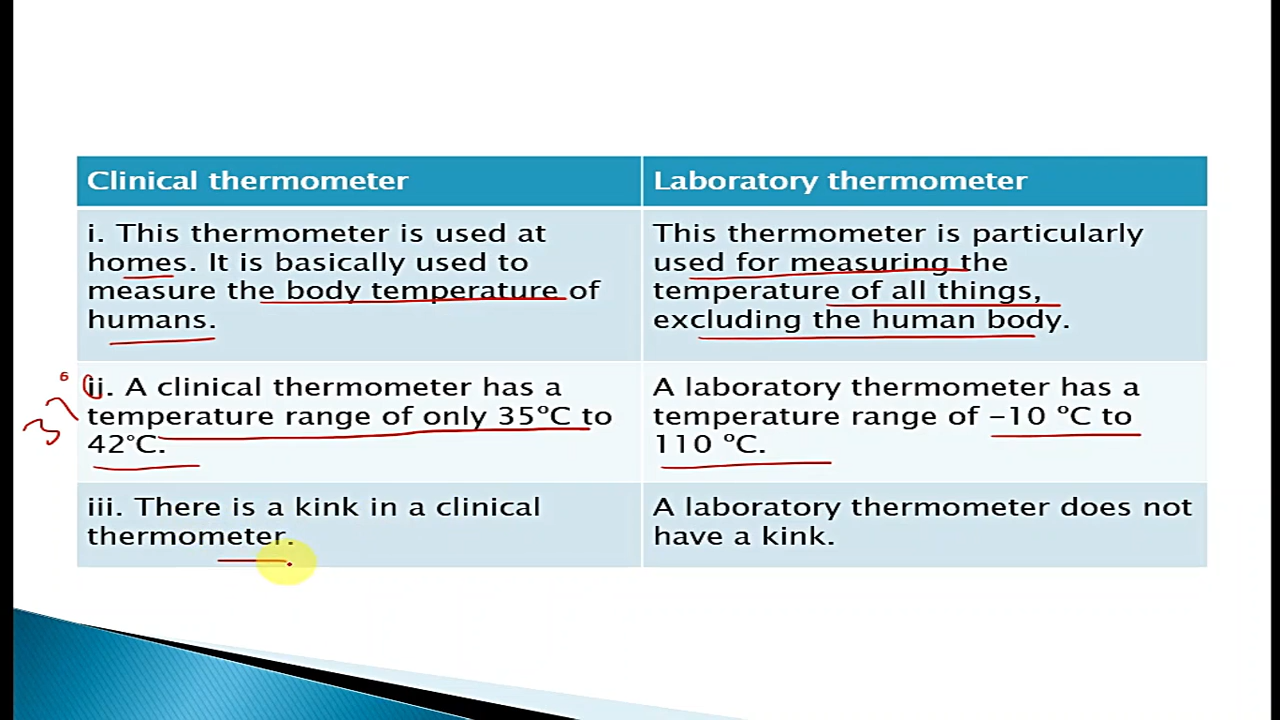 Clinical thermometer
Laboratory thermometer
i. This thermometer is used at
homes. It is basically used to
measure the body temperature of
humans.
This thermometer is particularly
used for measuring the
temperature of all things,
excluding the human body.
37°C
ii. A clinical thermometer has a
temperature range of only 35°C to
42°C.
A laboratory thermometer has a
temperature range of –10 °C to
110 °C.
iii. There is a kink in a clinical
thermometer.
A laboratory thermometer does not
have a kink.